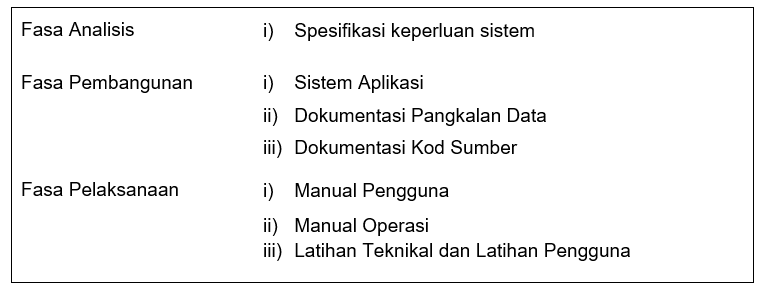 Fasa Analisis i) Spesifikasi keperluan sistem
Fasa Pembangunan i) Sistem Aplikasi
ii) Dokumentasi Pangkalan Data
iii) Dokumentasi Kod Sumber
Fasa Pelaksanaan i) Manual Pengguna
ii) Manual Operasi
iii) Latihan Teknikal dan Latihan Pengguna